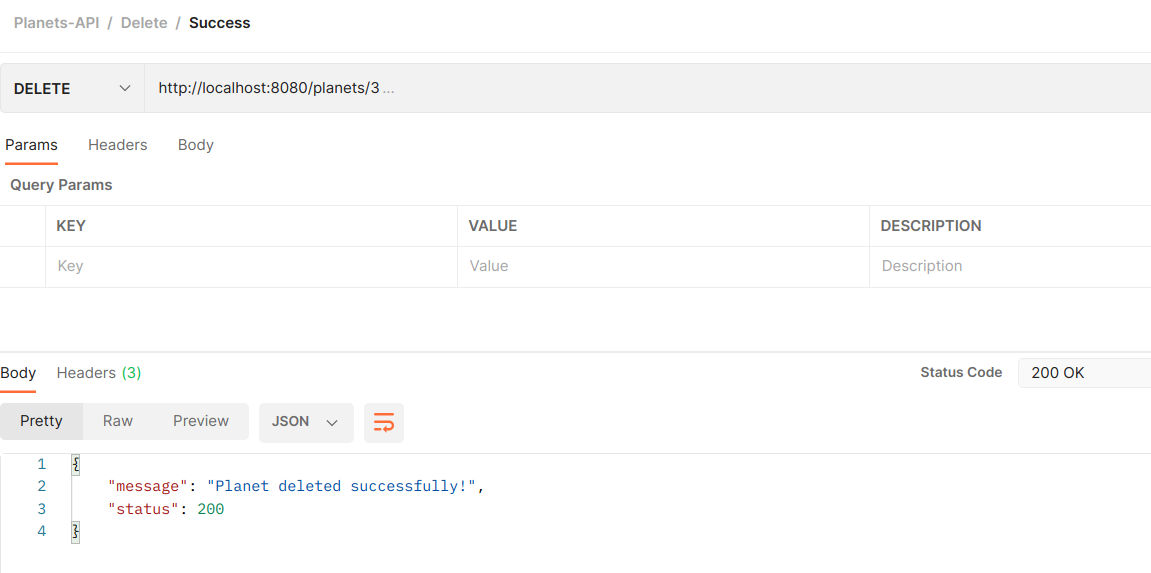 Planets-API / Delete / Success
DELETE http://localhost:8080/planets/3 ...
Params Headers Body
Query Params
KEY VALUE DESCRIPTION
Key Value Description
Body Headers (3) Status Code 200 OK
Pretty Raw Preview JSON
1 {
2 "message": "Planet deleted successfully!",
3 "status": 200
4 }